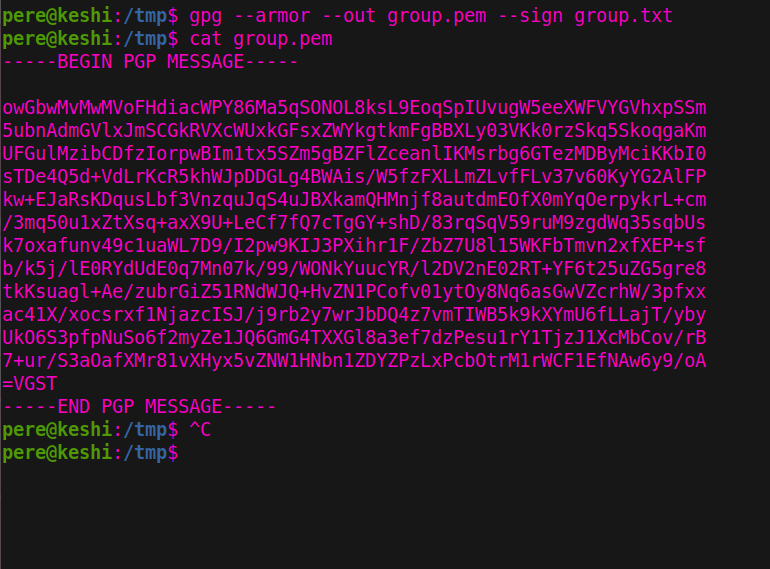 pere@keshi:/tmp$ gpg --armor --out group.pem --sign group.txt
pere@keshi:/tmp$ cat group.pem
-----BEGIN PGP MESSAGE-----
owGbwMvMwMVoFHdiacWPY86Ma5qSONOL8ksL9EoqSpIUvugW5eeXWFVYGVhxpSSm
5ubnAdmGVlxJmSCGkRVXcWUxkGFsxZWYkgtkmFgBBXLy03VKk0rzSkq5SkoqgaKm
UFGulMzibCDfzIorpwBIm1tx5SZm5gBZFlZceanlIKMsrbg6GTezMDByMciKKbI0
sTDe4Q5d+VdLrKcR5khWJpDDGLg4BWAis/W5fzFXLLmZLvfFLv37v60KyYG2AlFP
kw+EJaRsKDqusLbf3VnzquJqS4uJBXkamQHMnjf8autdmEOfX0mYqOerpykrL+cm
/3mq50u1xZtXsq+axX9U+LeCf7fQ7cTgGY+shD/83rqSqV59ruM9zgdWq35sqbUs
k7oxafunv49c1uaWL7D9/I2pw9KIJ3PXihr1F/ZbZ7U8l15WKFbTmvn2xfXEP+sf
b/k5j/lE0RYdUdE0q7Mn07k/99/WONkYuucYR/l2DV2nE02RT+YF6t25uZG5gre8
tkKsuagl+Ae/zubrGiZ51RNdWJQ+HvZN1PCofv01ytOy8Nq6asGwVZcrhW/3pfxx
ac41X/xocsrxf1NjazcISJ/j9rb2y7wrJbDQ4z7vmTIWB5k9kXYmU6fLLajT/yby
UkO6S3pfpNuSo6f2myZe1JQ6GmG4TXXGl8a3ef7dzPesu1rY1TjzJ1XcMbCov/rB
7+ur/S3aOafXMr81vXHyx5vZNW1HNbn1ZDYZPzLxPcbOtrM1rWCF1EfNAw6y9/oA
=VGST
-----END PGP MESSAGE-----
pere@keshi:/tmp$ ^C
pere@keshi:/tmp$